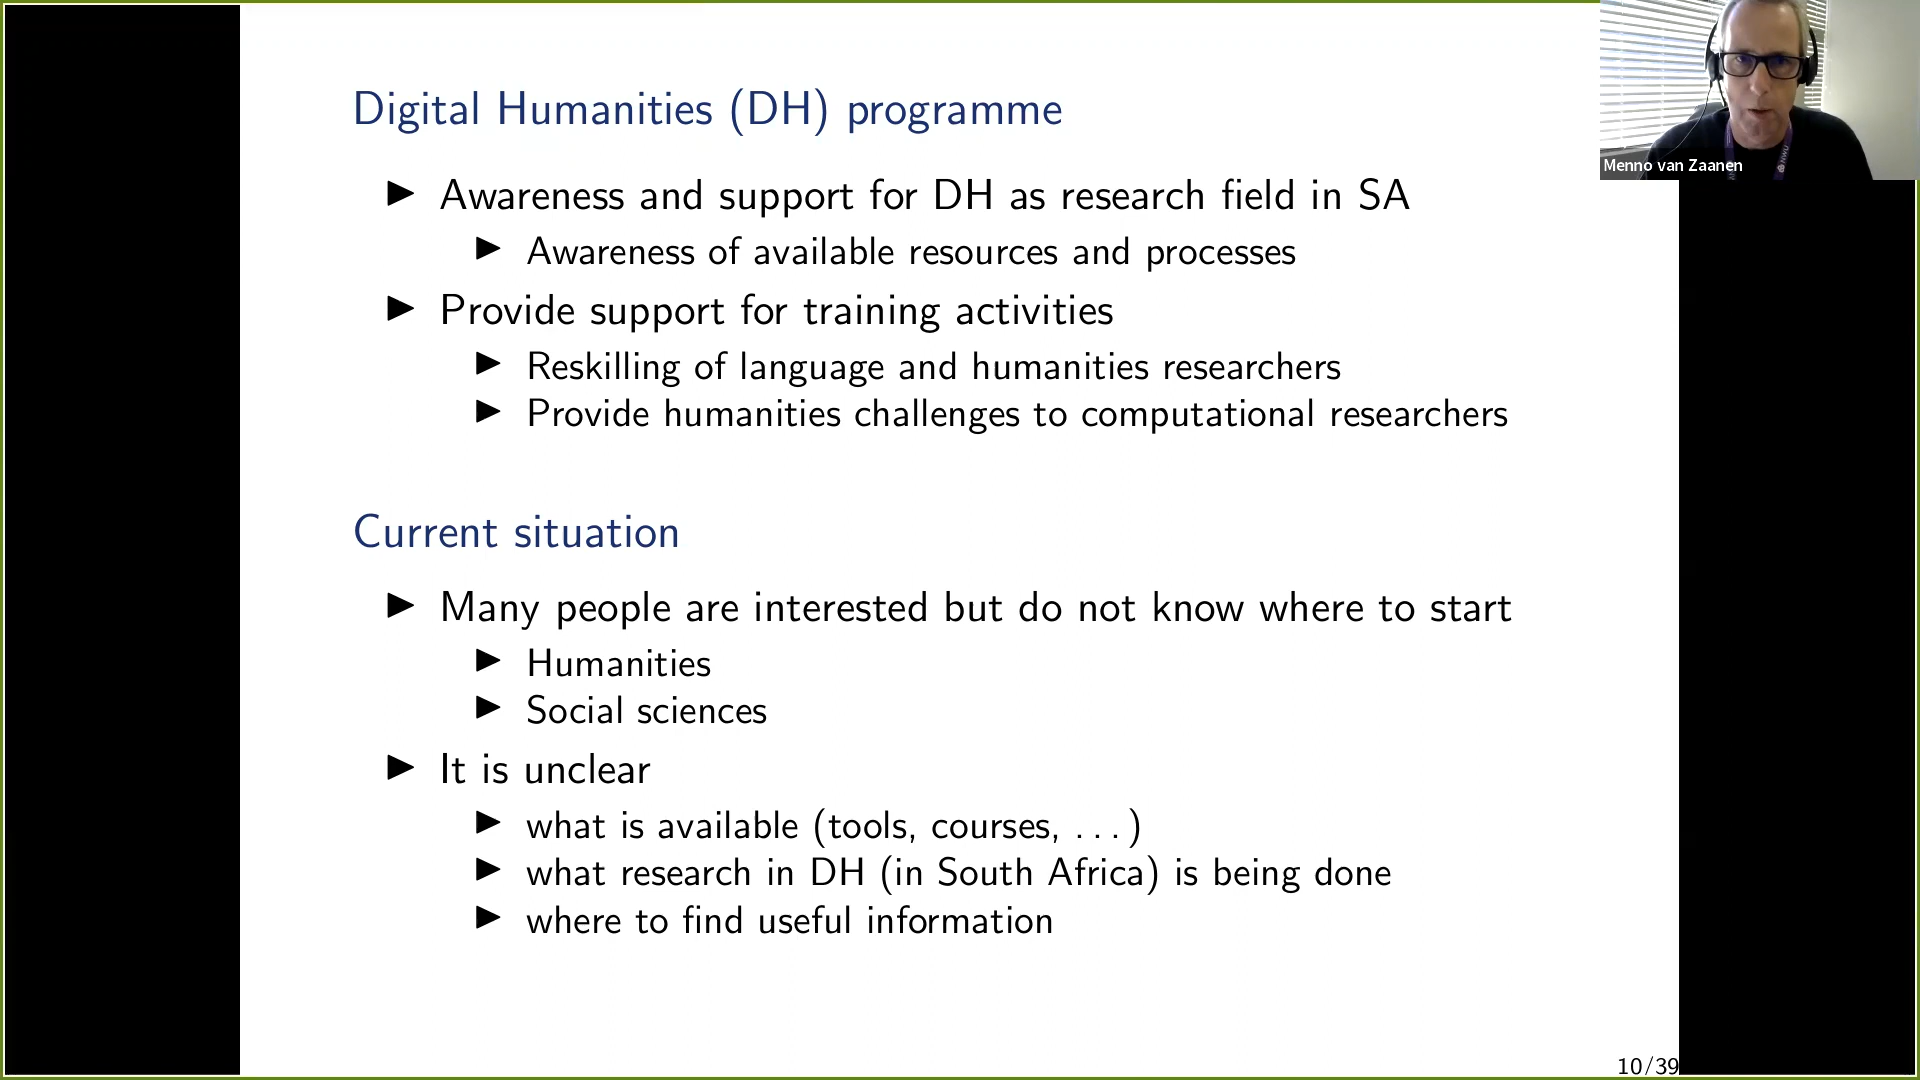 Digital Humanities (DH) programme
▶ Awareness and support for DH as research field in SA
▶ Awareness of available resources and processes
▶ Provide support for training activities
▶ Reskilling of language and humanities researchers
▶ Provide humanities challenges to computational researchers
Current situation
▶ Many people are interested but do not know where to start
▶ Humanities
▶ Social sciences
▶ It is unclear
▶ what is available (tools, courses, ...)
▶ what research in DH (in South Africa) is being done
▶ where to find useful information
10/39
Menno van Zaanen
NWU